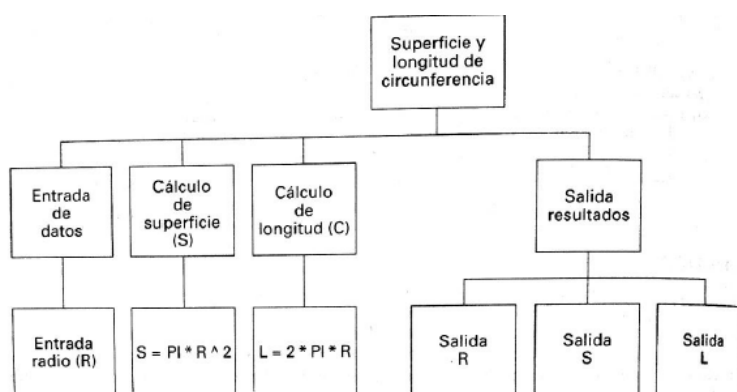 Superficie y
longitud de
circunferencia
Entrada
de
datos
Cálculo
de
superficie
(S)
Cálculo
de
longitud (C)
Salida
resultados
Entrada
radio (R)
S = PI * R ^ 2
L = 2 * PI * R
Salida
R
Salida
S
Salida
L